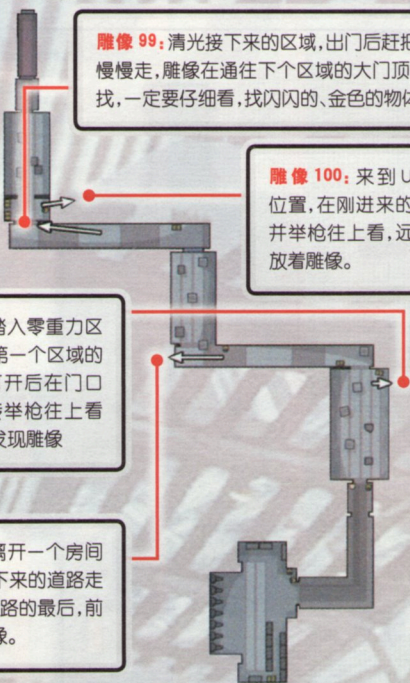 雕像 99：清光接下来的区域，出门后赶
慢慢走，雕像在通往下个区域的大门顶
找，一定要仔细看，找闪闪的、金色的物
雕像 100：来到 U
位置，在刚进来的
并举枪往上看，远
放着雕像。
入零重力区
第一个区域的
开后在门口
举枪往上看
发现雕像
离开一个房间
下来的道路走
路的最后，前
像。